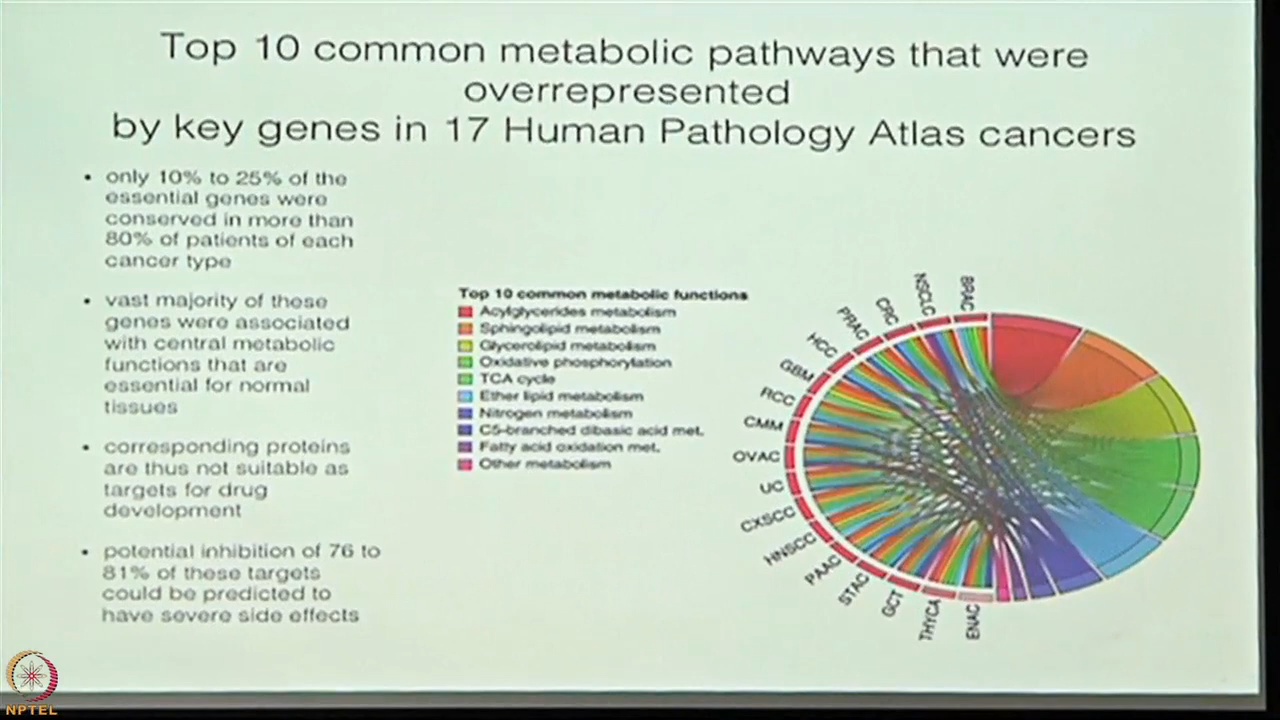 Top 10 common metabolic pathways that were
overrepresented
by key genes in 17 Human Pathology Atlas cancers
• only 10% to 25% of the
essential genes were
conserved in more than
80% of patients of each
cancer type
• vast majority of these
genes were associated
with central metabolic
functions that are
essential for normal
tissues
• corresponding proteins
are thus not suitable as
targets for drug
development
• potential inhibition of 76 to
81% of these targets
could be predicted to
have severe side effects
Top 10 common metabolic functions
Acylglycerides metabolism
Sphingolipid metabolism
Glycerolipid metabolism
Oxidative phosphorylation
TCA cycle
Ether lipid metabolism
Nitrogen metabolism
C5-branched dibasic acid met.
Fatty acid oxidation met.
Other metabolism
BRAC
NSCLC
CRC
PRAC
HCC
GBM
RCC
CMM
OVAC
UC
CXSCC
HNSCC
PAAC
STAC
GCT
THYCA
ENAC
NPTEL